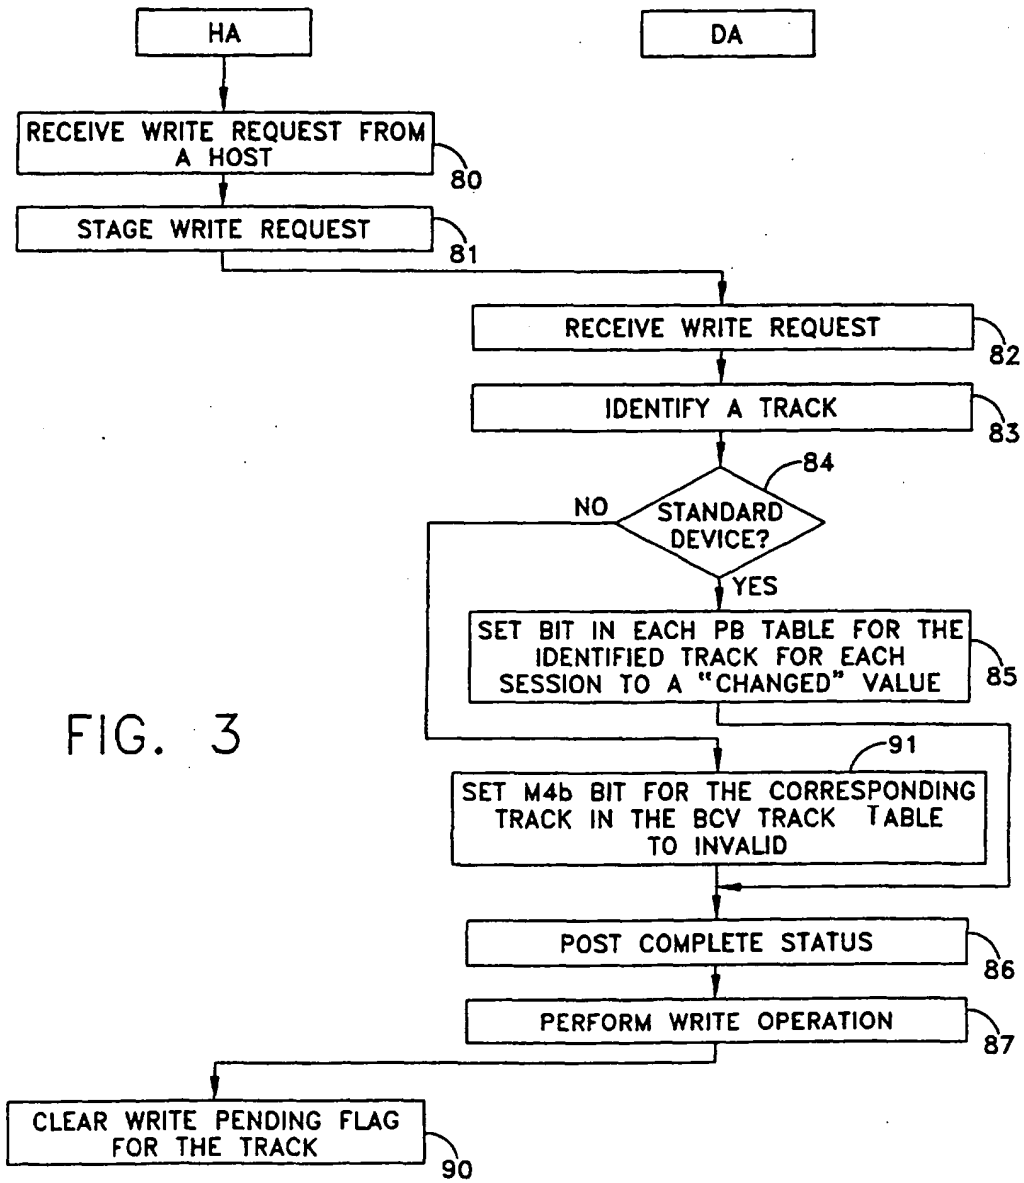 HA
DA
RECEIVE WRITE REQUEST FROM
A HOST
80
STAGE WRITE REQUEST
81
RECEIVE WRITE REQUEST
82
IDENTIFY A TRACK
83
84
NO
STANDARD
DEVICE?
YES
SET BIT IN EACH PB TABLE FOR THE
IDENTIFIED TRACK FOR EACH
SESSION TO A "CHANGED" VALUE
85
FIG. 3
91
SET M4b BIT FOR THE CORRESPONDING
TRACK IN THE BCV TRACK TABLE
TO INVALID
POST COMPLETE STATUS
86
PERFORM WRITE OPERATION
87
CLEAR WRITE PENDING FLAG
FOR THE TRACK
90